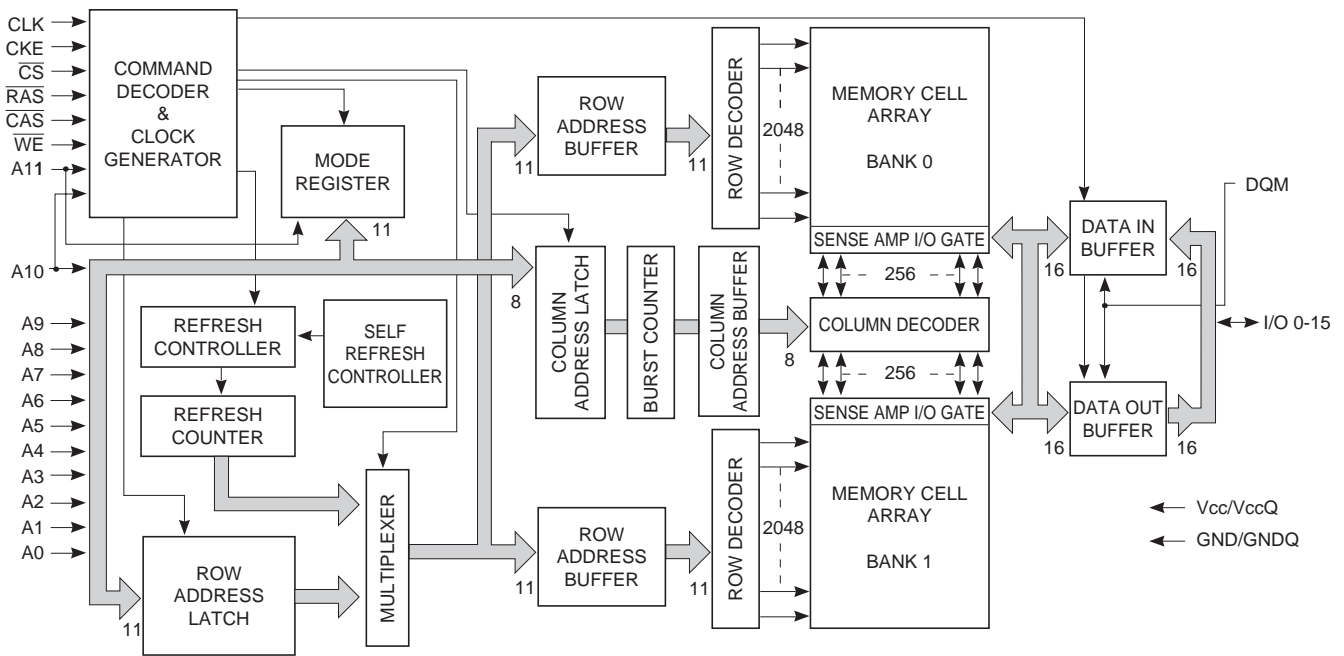 CLK
CKE
CS
RAS
CAS
WE
A11
A10
A9
A8
A7
A6
A5
A4
A3
A2
A1
A0
COMMAND
DECODER
&
CLOCK
GENERATOR
MODE
REGISTER
11
REFRESH
CONTROLLER
SELF
REFRESH
CONTROLLER
REFRESH
COUNTER
ROW
ADDRESS
LATCH
11
MULTIPLEXER
ROW
ADDRESS
BUFFER
11
11
ROW DECODER
2048
MEMORY CELL
ARRAY
BANK 0
SENSE AMP I/O GATE
8
COLUMN
ADDRESS LATCH
BURST COUNTER
COLUMN
ADDRESS BUFFER
8
256
COLUMN DECODER
256
ROW
ADDRESS
BUFFER
11
11
ROW DECODER
2048
SENSE AMP I/O GATE
MEMORY CELL
ARRAY
BANK 1
DQM
DATA IN
BUFFER
16
16
I/O 0-15
DATA OUT
BUFFER
16
16
Vcc/VccQ
GND/GNDQ